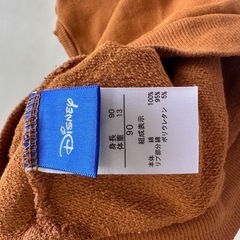 Disney
身長 90
体重 13
90
組成表示
本体 綿 100%
リブ部分 綿 95%
ポリウレタン 5%